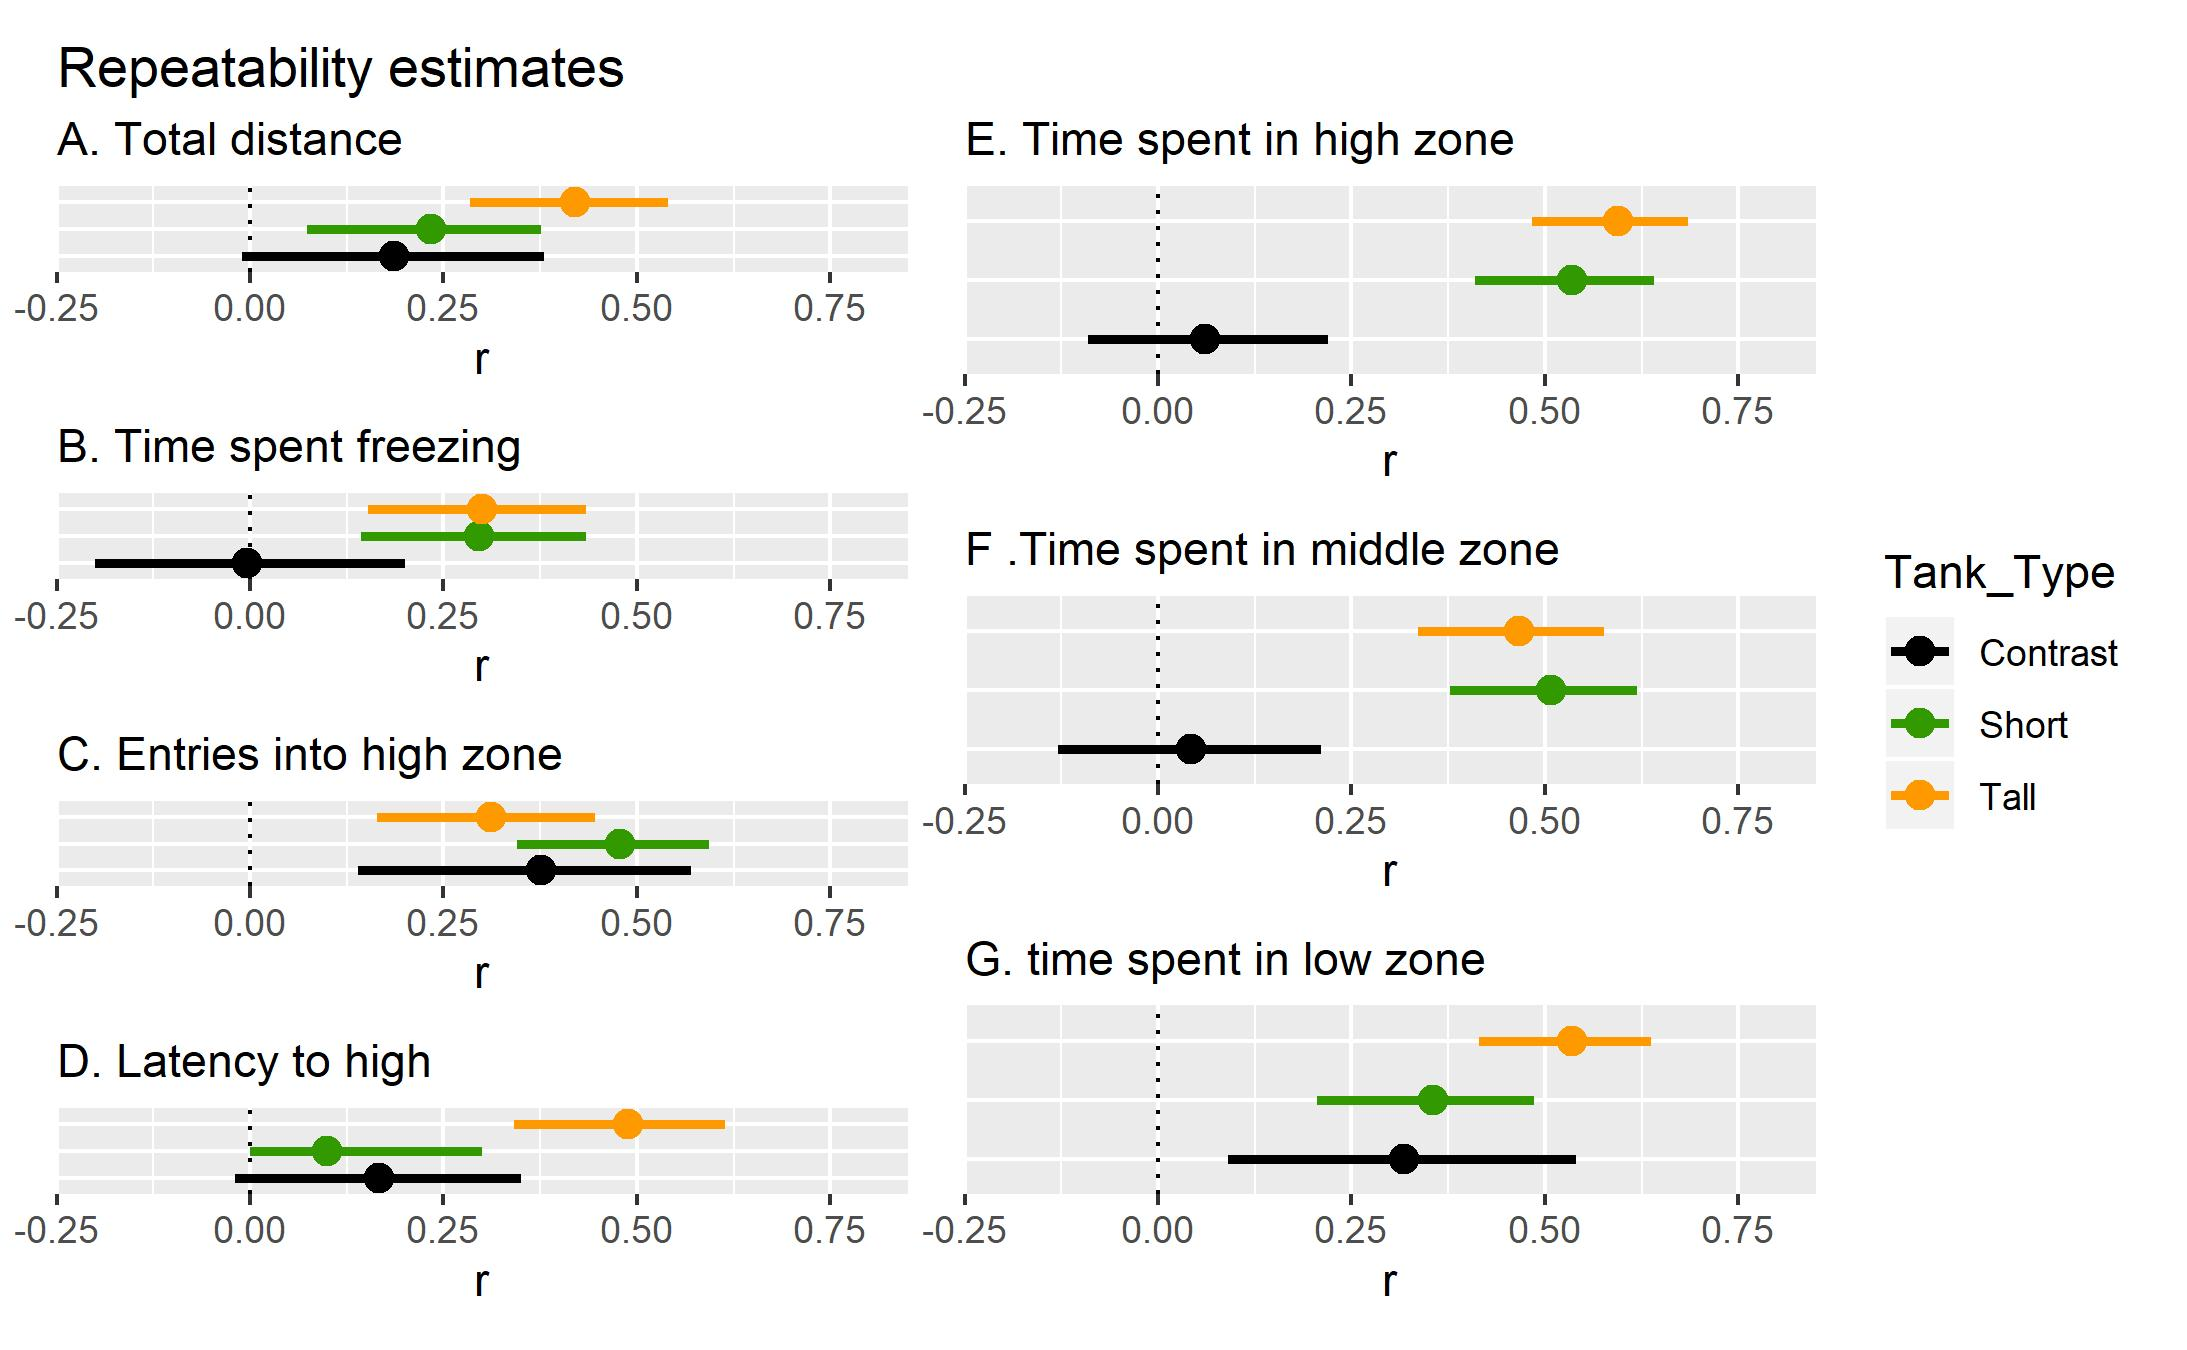 Repeatability estimates
A. Total distance
-0.25 0.00 0.25 0.50 0.75
r
B. Time spent freezing
-0.25 0.00 0.25 0.50 0.75
r
C. Entries into high zone
-0.25 0.00 0.25 0.50 0.75
r
D. Latency to high
-0.25 0.00 0.25 0.50 0.75
r
E. Time spent in high zone
-0.25 0.00 0.25 0.50 0.75
r
F .Time spent in middle zone
-0.25 0.00 0.25 0.50 0.75
r
G. time spent in low zone
-0.25 0.00 0.25 0.50 0.75
r
Tank_Type
Contrast
Short
Tall